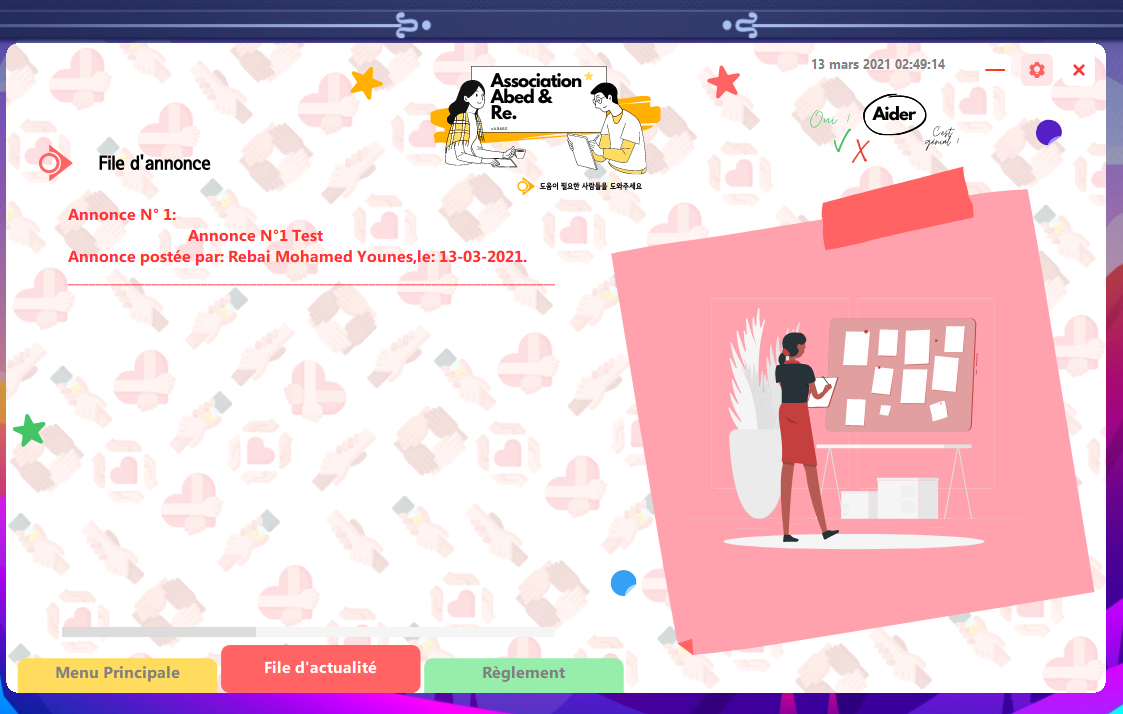 13 mars 2021 02:49:14
Association
Abed &
Re.
도움이 필요한 사람들을 도와주세요
Oui !
Aider
C'est
génial !
File d'annonce
Annonce N° 1:
Annonce N°1 Test
Annonce postée par: Rebai Mohamed Younes,le: 13-03-2021.
Menu Principale
File d'actualité
Règlement